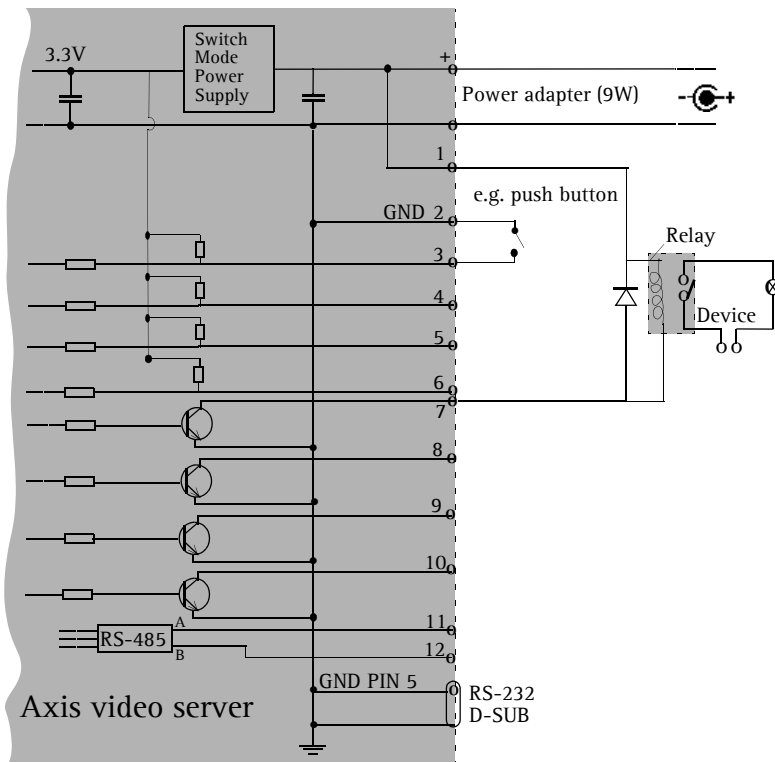 3.3V
Switch
Mode
Power
Supply
+
Power adapter (9W)
- +
1
e.g. push button
GND 2
Relay
3
4
Device
5
6
7
8
9
10
11
A
RS-485
B
12
GND PIN 5
RS-232
D-SUB
Axis video server